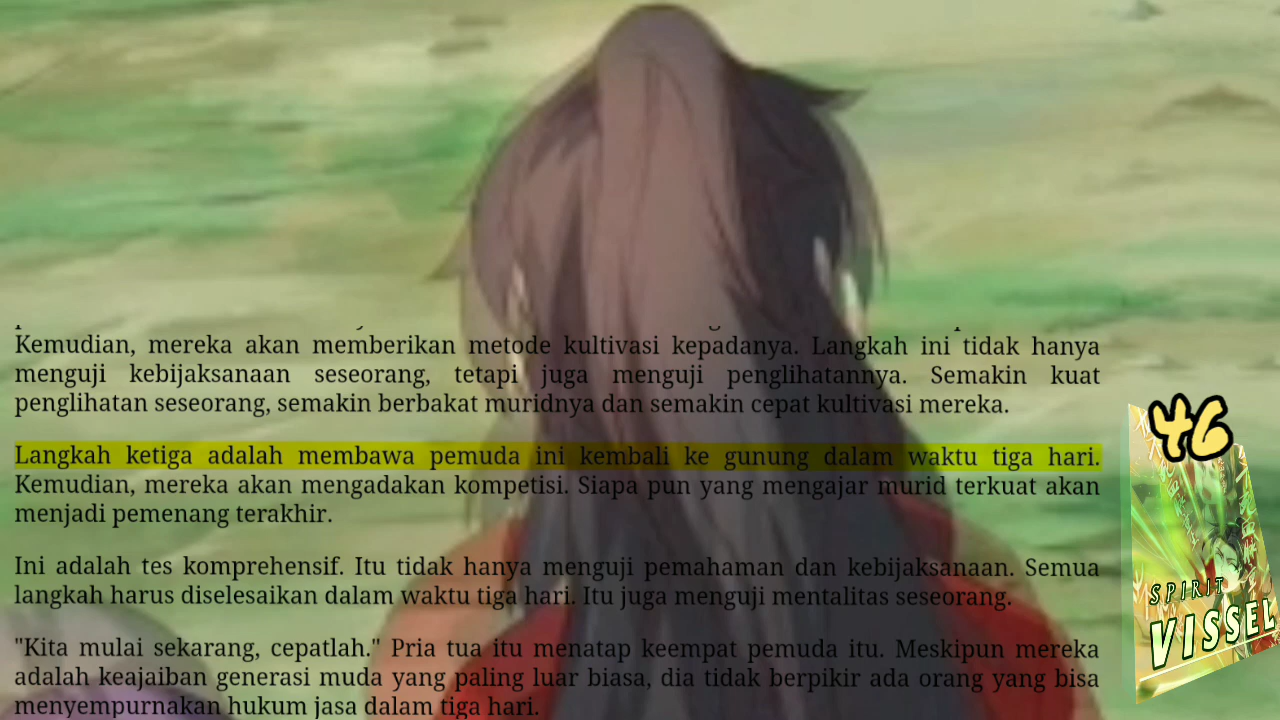 Kemudian, mereka akan memberikan metode kultivasi kepadanya. Langkah ini tidak hanya
menguji kebijaksanaan seseorang, tetapi juga menguji penglihatannya. Semakin kuat
penglihatan seseorang, semakin berbakat muridnya dan semakin cepat kultivasi mereka.
Langkah ketiga adalah membawa pemuda ini kembali ke gunung dalam waktu tiga hari.
Kemudian, mereka akan mengadakan kompetisi. Siapa pun yang mengajar murid terkuat akan
menjadi pemenang terakhir.
Ini adalah tes komprehensif. Itu tidak hanya menguji pemahaman dan kebijaksanaan. Semua
langkah harus diselesaikan dalam waktu tiga hari. Itu juga menguji mentalitas seseorang.
"Kita mulai sekarang, cepatlah." Pria tua itu menatap keempat pemuda itu. Meskipun mereka
adalah keajaiban generasi muda yang paling luar biasa, dia tidak berpikir ada orang yang bisa
menyempurnakan hukum jasa dalam tiga hari.
46
SPIRIT
VISSEL